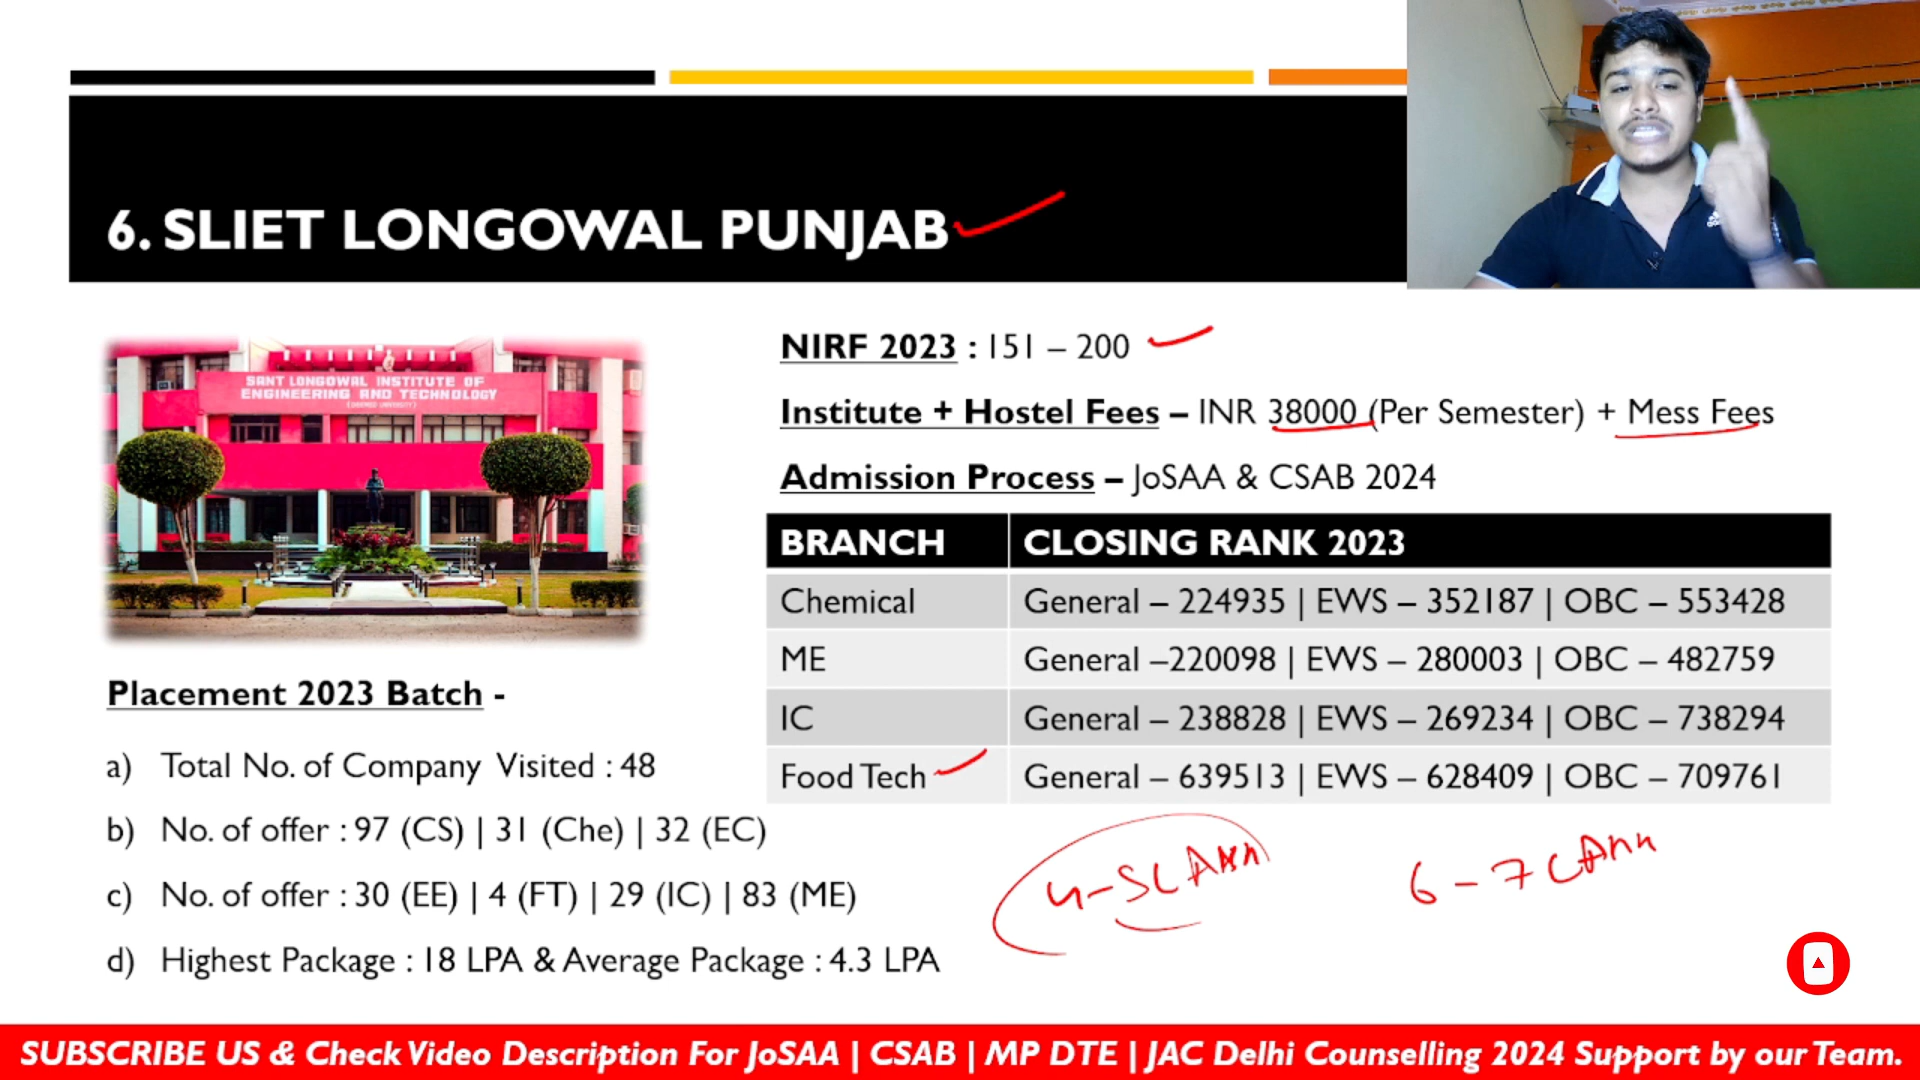 6. SLIET LONGOWAL PUNJAB
SANT LONGOWAL INSTITUTE OF
ENGINEERING AND TECHNOLOGY
(DEEMED UNIVERSITY)
NIRF 2023 : 151 – 200
Institute + Hostel Fees – INR 38000 (Per Semester) + Mess Fees
Admission Process – JoSAA & CSAB 2024
BRANCH CLOSING RANK 2023
Chemical General – 224935 | EWS – 352187 | OBC – 553428
ME General –220098 | EWS – 280003 | OBC – 482759
IC General – 238828 | EWS – 269234 | OBC – 738294
Food Tech General – 639513 | EWS – 628409 | OBC – 709761
Placement 2023 Batch -
a) Total No. of Company Visited : 48
b) No. of offer : 97 (CS) | 31 (Che) | 32 (EC)
c) No. of offer : 30 (EE) | 4 (FT) | 29 (IC) | 83 (ME)
d) Highest Package : 18 LPA & Average Package : 4.3 LPA
6 – 7
SUBSCRIBE US & Check Video Description For JoSAA | CSAB | MP DTE | JAC Delhi Counselling 2024 Support by our Team.